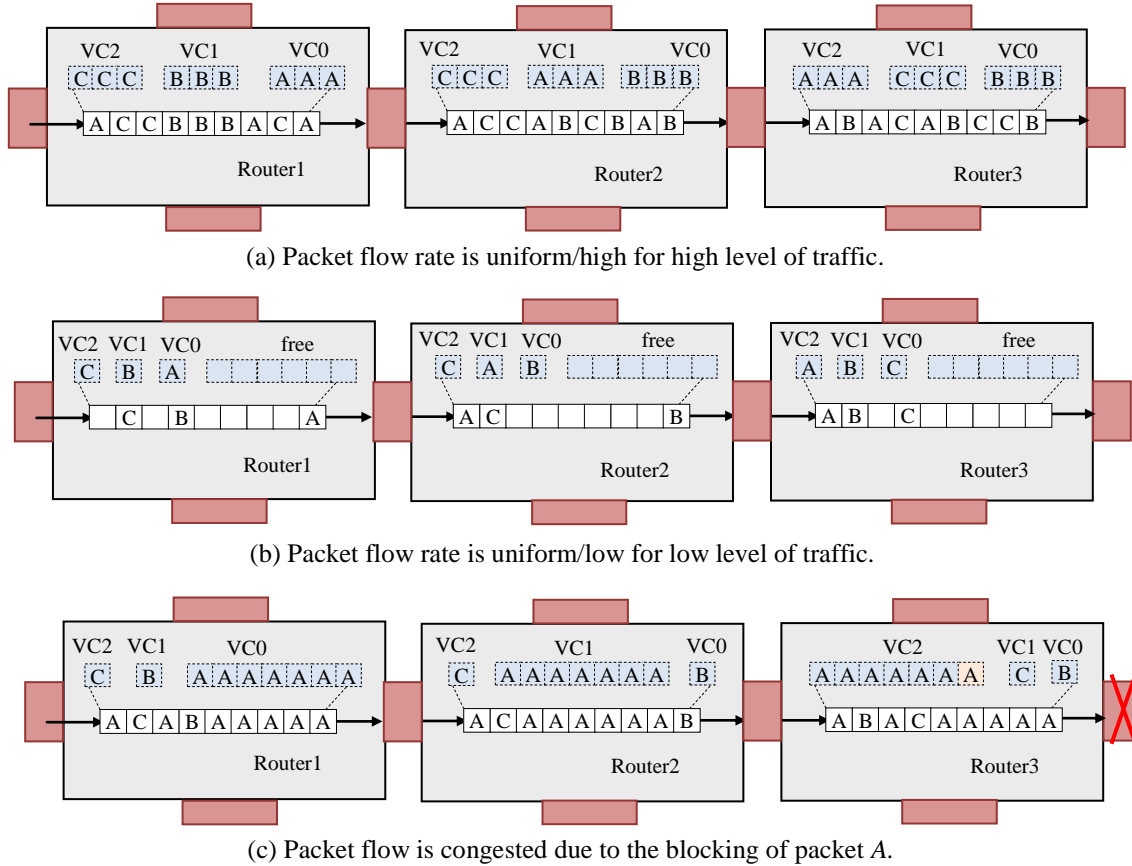 VC2 VC1 VC0
C C C B B B A A A
A C C B B B A C A
Router1
VC2 VC1 VC0
C C C A A A B B B
A C C A B C B A B
Router2
VC2 VC1 VC0
A A A C C C B B B
A B A C A B C C B
Router3
(a) Packet flow rate is uniform/high for high level of traffic.
VC2 VC1 VC0 free
C B A
C B A
Router1
VC2 VC1 VC0 free
C A B
A C B
Router2
VC2 VC1 VC0 free
A B C
A B C
Router3
(b) Packet flow rate is uniform/low for low level of traffic.
VC2 VC1 VC0
C B A A A A A A A
A C A B A A A A A
Router1
VC2 VC1 VC0
C A A A A A A A B
A C A A A A A A B
Router2
VC2 VC1 VC0
A A A A A A A C B
A B A C A A A A A
Router3
(c) Packet flow is congested due to the blocking of packet A.